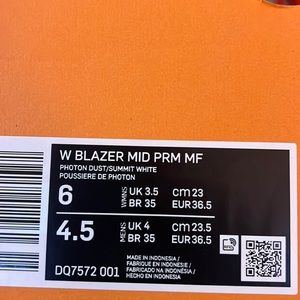 W BLAZER MID PRM MF
PHOTON DUST/SUMMIT WHITE
POUSSIERE DE PHOTON
6 WMNS UK 3.5 cm 23
BR 35 EUR 36.5
4.5 MENS UK 4 cm 23.5
BR 35 EUR 36.5
DQ7572 001
MADE IN INDONESIA /
FABRIQUÉ EN INDONÉSIE /
FABRICADO NA INDONÉSIA /
HECHO EN INDONESIA